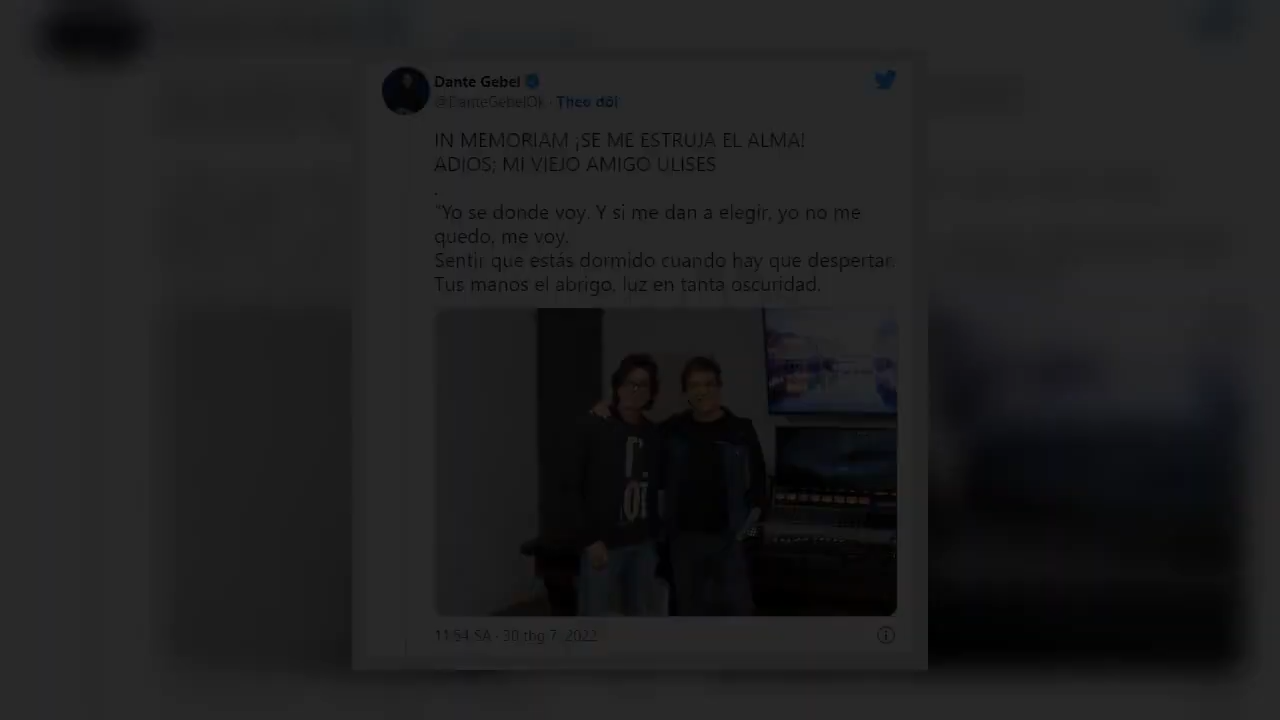 Dante Gebel
@DanteGebelOk · Theo dõi
IN MEMORIAM ¡SE ME ESTRUJA EL ALMA!
ADIOS; MI VIEJO AMIGO ULISES
.
"Yo se donde voy. Y si me dan a elegir, yo no me
quedo, me voy.
Sentir que estás dormido cuando hay que despertar.
Tus manos el abrigo, luz en tanta oscuridad.
11:54 SA · 30 thg 7, 2022